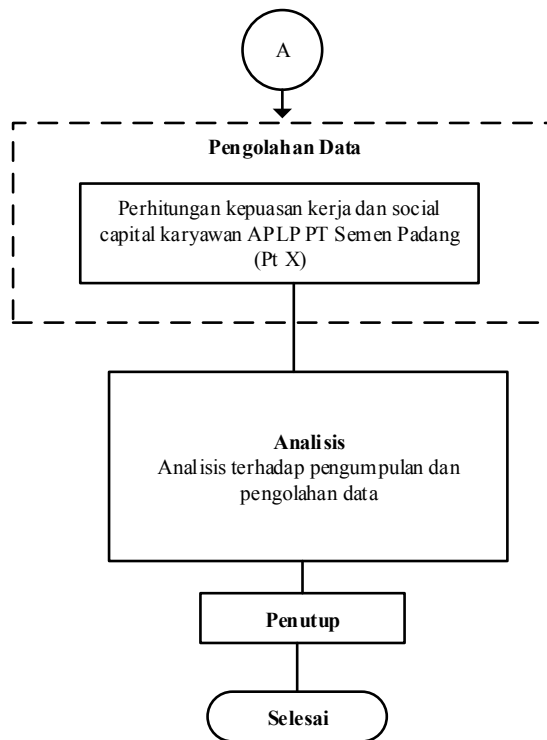 A
Pengolahan Data
Perhitungan kepuasan kerja dan social
capital karyawan APLP PT Semen Padang
(Pt X)
Analisis
Analisis terhadap pengumpulan dan
pengolahan data
Penutup
Selesai